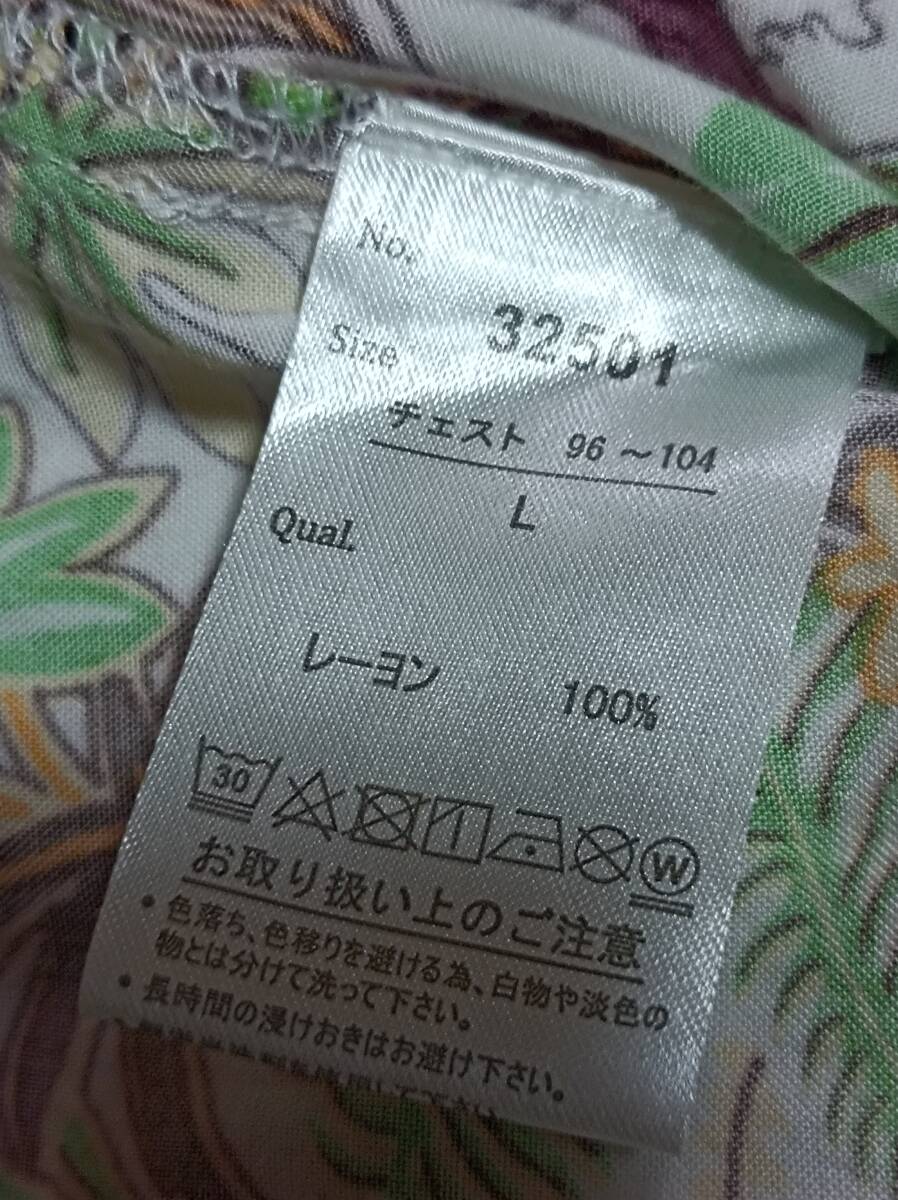 No.
32501
Size
チェスト 96～104
L
Qual.
レーヨン 100%
30
W
お取り扱い上のご注意
・色落ち、色移りを避ける為、白物や淡色の
物とは分けて洗って下さい。
・長時間の浸けおきはお避け下さい。